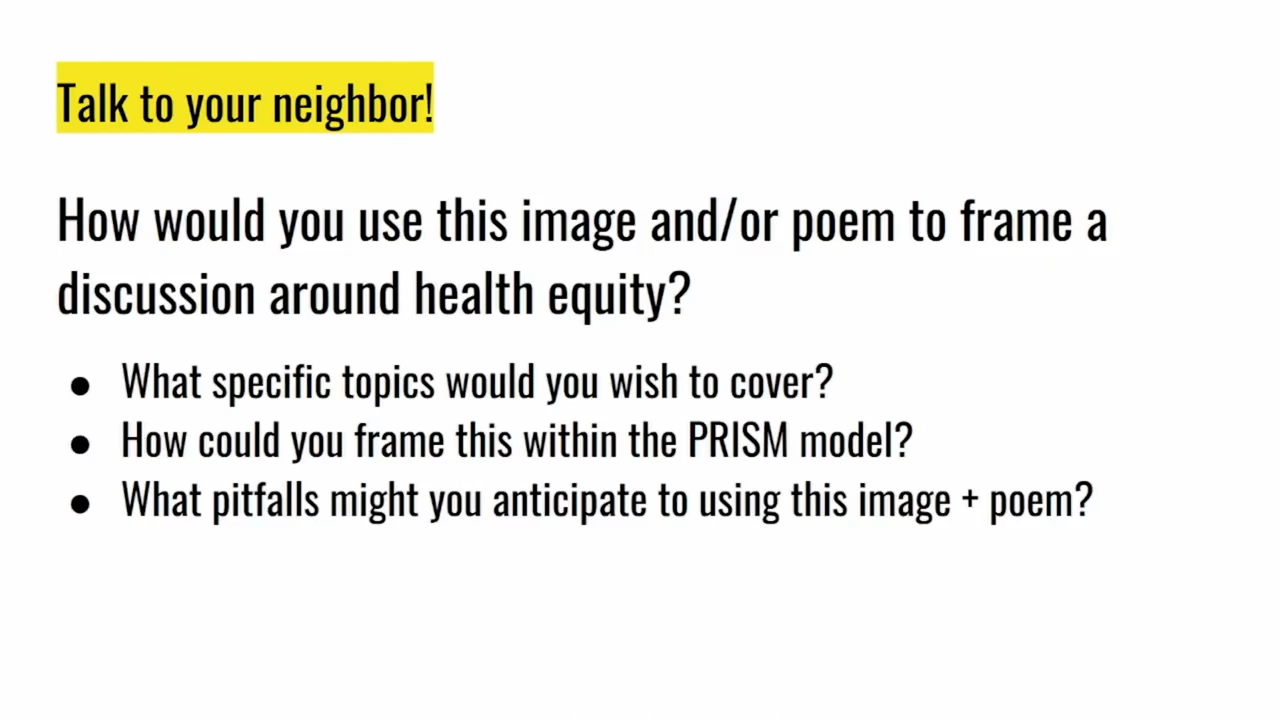 Talk to your neighbor!
How would you use this image and/or poem to frame a
discussion around health equity?
● What specific topics would you wish to cover?
● How could you frame this within the PRISM model?
● What pitfalls might you anticipate to using this image + poem?